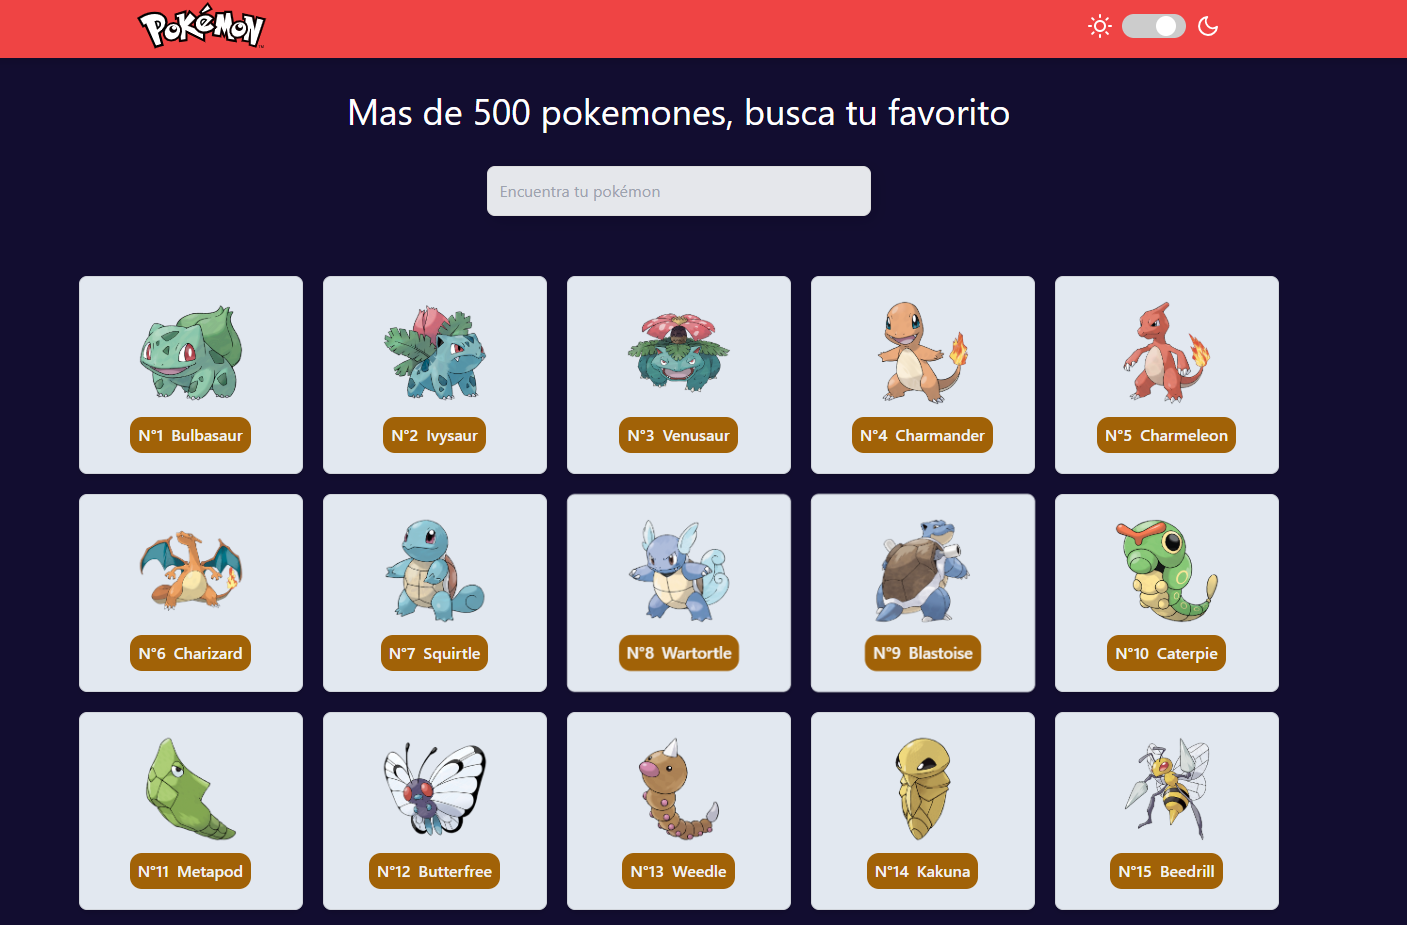 POKéMON™
Mas de 500 pokemones, busca tu favorito
Encuentra tu pokémon
N°1 Bulbasaur
N°2 Ivysaur
N°3 Venusaur
N°4 Charmander
N°5 Charmeleon
N°6 Charizard
N°7 Squirtle
N°8 Wartortle
N°9 Blastoise
N°10 Caterpie
N°11 Metapod
N°12 Butterfree
N°13 Weedle
N°14 Kakuna
N°15 Beedrill